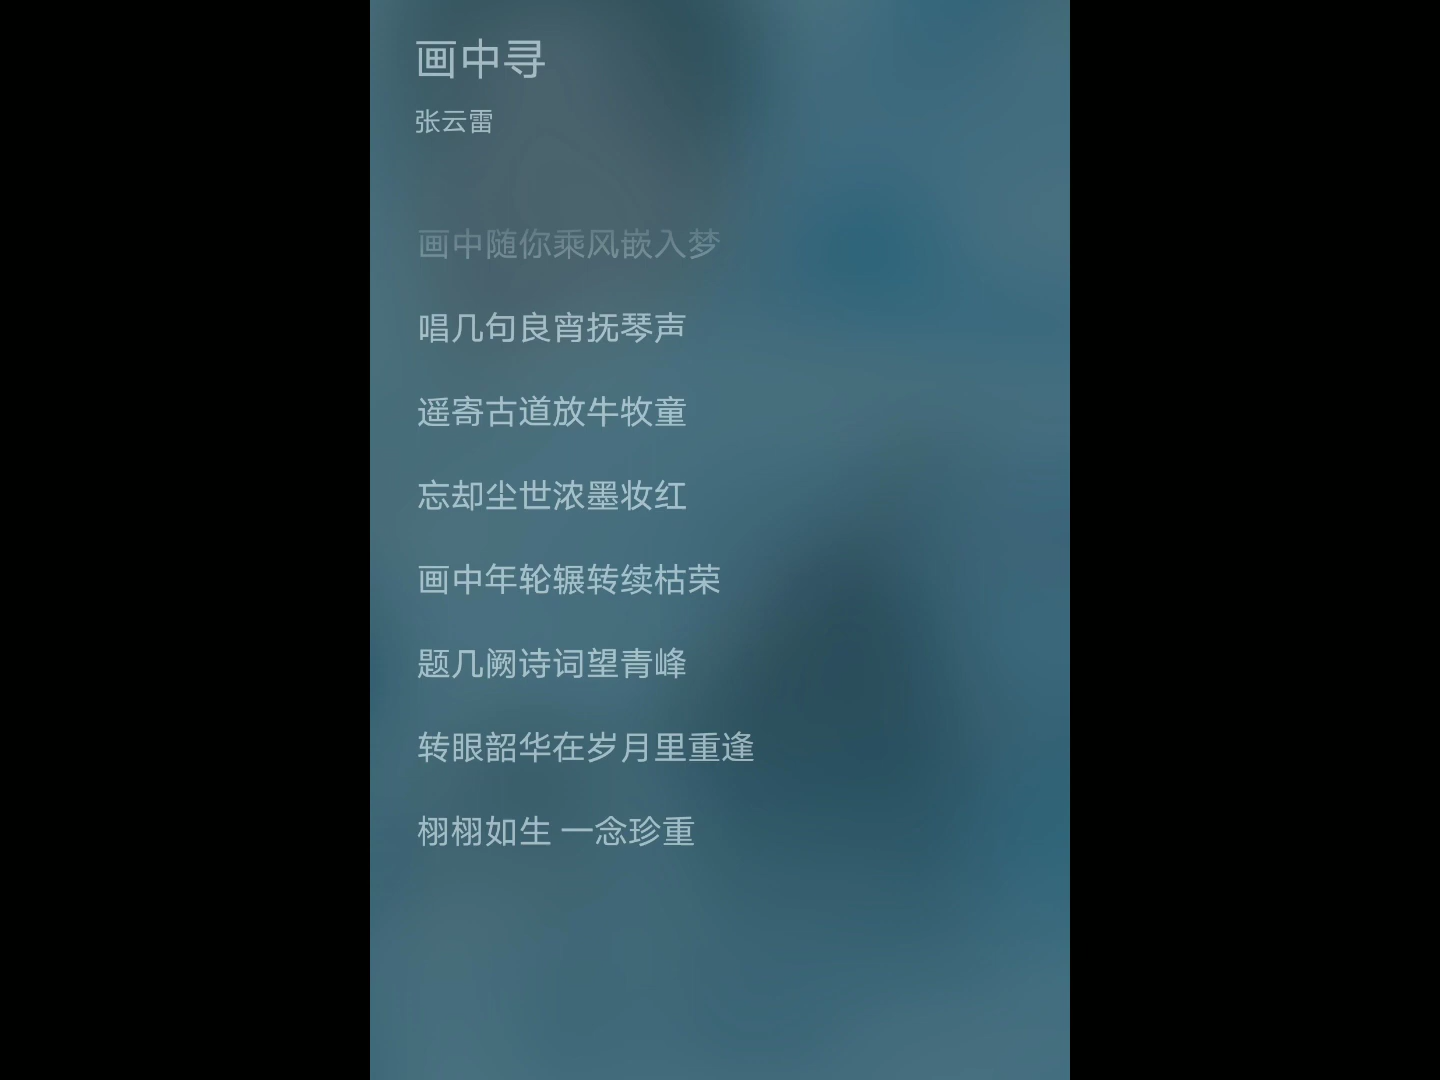 画中寻
张云雷
画中随你乘风嵌入梦
唱几句良宵抚琴声
遥寄古道放牛牧童
忘却尘世浓墨妆红
画中年轮辗转续枯荣
题几阙诗词望青峰
转眼韶华在岁月里重逢
栩栩如生 一念珍重